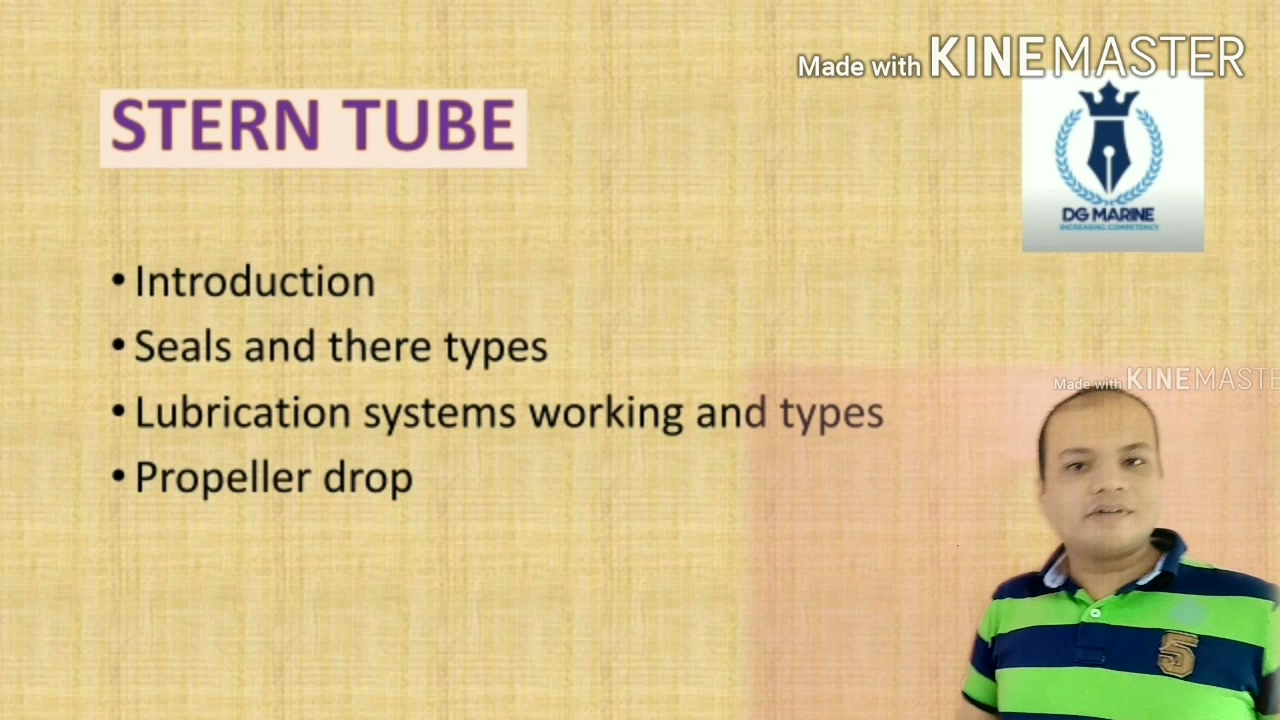 Made with KINEMASTER
STERN TUBE
DG MARINE
INCREASING COMPETENCY
• Introduction
• Seals and there types
• Lubrication systems working and types
• Propeller drop
Made with KINEMASTE
5